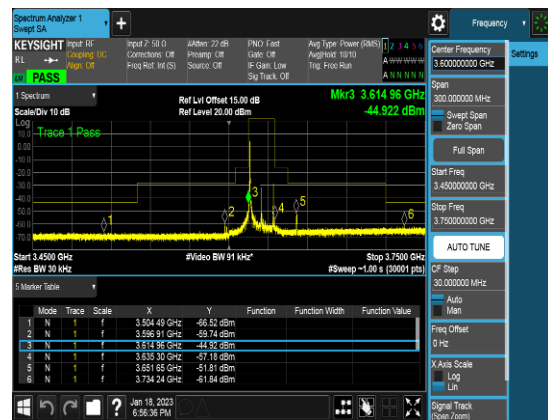 Spectrum Analyzer 1
Swept SA
+
Frequency
KEYSIGHT
Input: RF
Input Z: 50 Ω
#Atten: 22 dB
PNO: Fast
Avg Type: Power (RMS)
1 2 3 4 5 6
RL
Coupling: DC
Corrections: Off
Preamp: Off
Gate: Off
Avg|Hold: 10/10
Align: Off
Freq Ref: Int (S)
Source: Off
IF Gain: Low
Trig: Free Run
Sig Track: Off
PASS
A N N N N N
1 Spectrum
Ref Lvl Offset 15.00 dB
Mkr3 3.614 96 GHz
Scale/Div 10 dB
Ref Level 20.00 dBm
-44.922 dBm
Log
Trace 1 Pass
10.0
0.00
-10.0
-20.0
-30.0
-40.0
-50.0
-60.0
-70.0
1
2
3
4
5
6
Start 3.4500 GHz
#Video BW 91 kHz*
Stop 3.7500 GHz
#Res BW 30 kHz
#Sweep ~1.00 s (30001 pts)
5 Marker Table
Mode Trace Scale X Y Function Function Width Function Value
1 N 1 f 3.504 49 GHz -66.52 dBm
2 N 1 f 3.596 91 GHz -59.74 dBm
3 N 1 f 3.614 96 GHz -44.92 dBm
4 N 1 f 3.635 30 GHz -57.18 dBm
5 N 1 f 3.651 65 GHz -51.81 dBm
6 N 1 f 3.734 24 GHz -61.84 dBm
Jan 18, 2023
6:56:36 PM
Center Frequency
3.600000000 GHz
Settings
Span
300.000000 MHz
Swept Span
Zero Span
Full Span
Start Freq
3.450000000 GHz
Stop Freq
3.750000000 GHz
AUTO TUNE
CF Step
30.000000 MHz
Auto
Man
Freq Offset
0 Hz
X Axis Scale
Log
Lin
Signal Track
(Span Zoom)